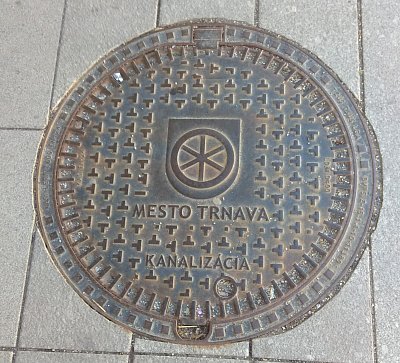 MESTO TRNAVA
KANALIZÁCIA